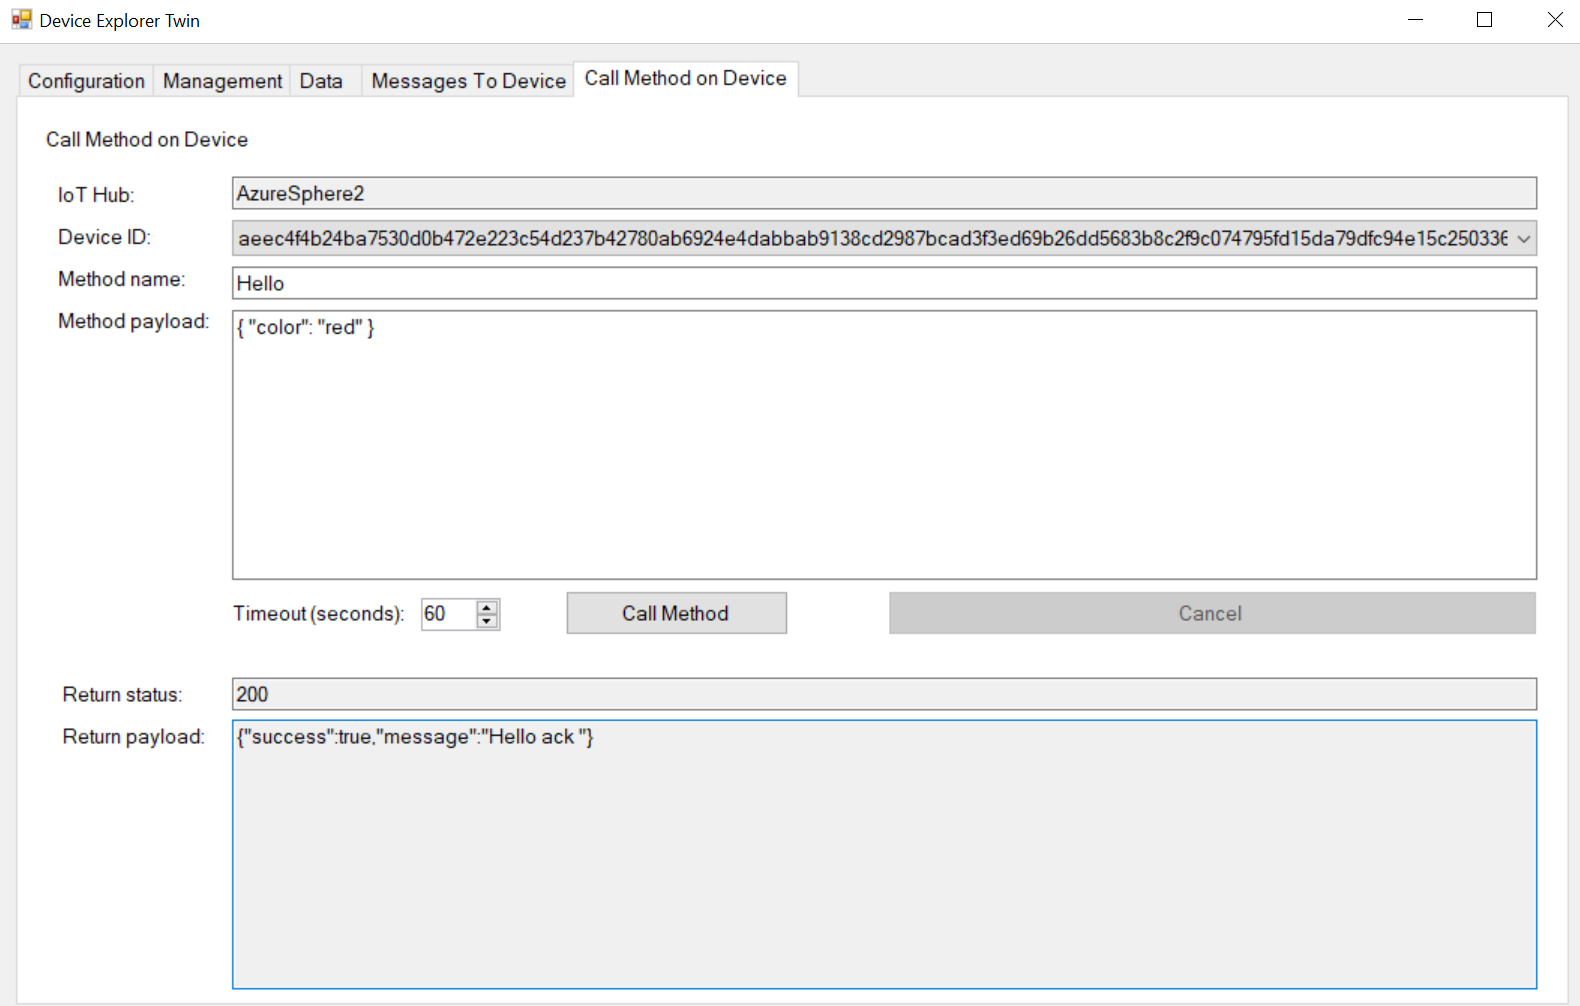 Device Explorer Twin
Configuration Management Data Messages To Device Call Method on Device
Call Method on Device
IoT Hub: AzureSphere2
Device ID: aeec4f4b24ba7530d0b472e223c54d237b42780ab6924e4dabbab9138cd2987bcad3f3ed69b26dd5683b8c2f9c074795fd15da79dfc94e15c250336
Method name: Hello
Method payload: { "color": "red" }
Timeout (seconds): 60 Call Method Cancel
Return status: 200
Return payload: {"success":true,"message":"Hello ack "}